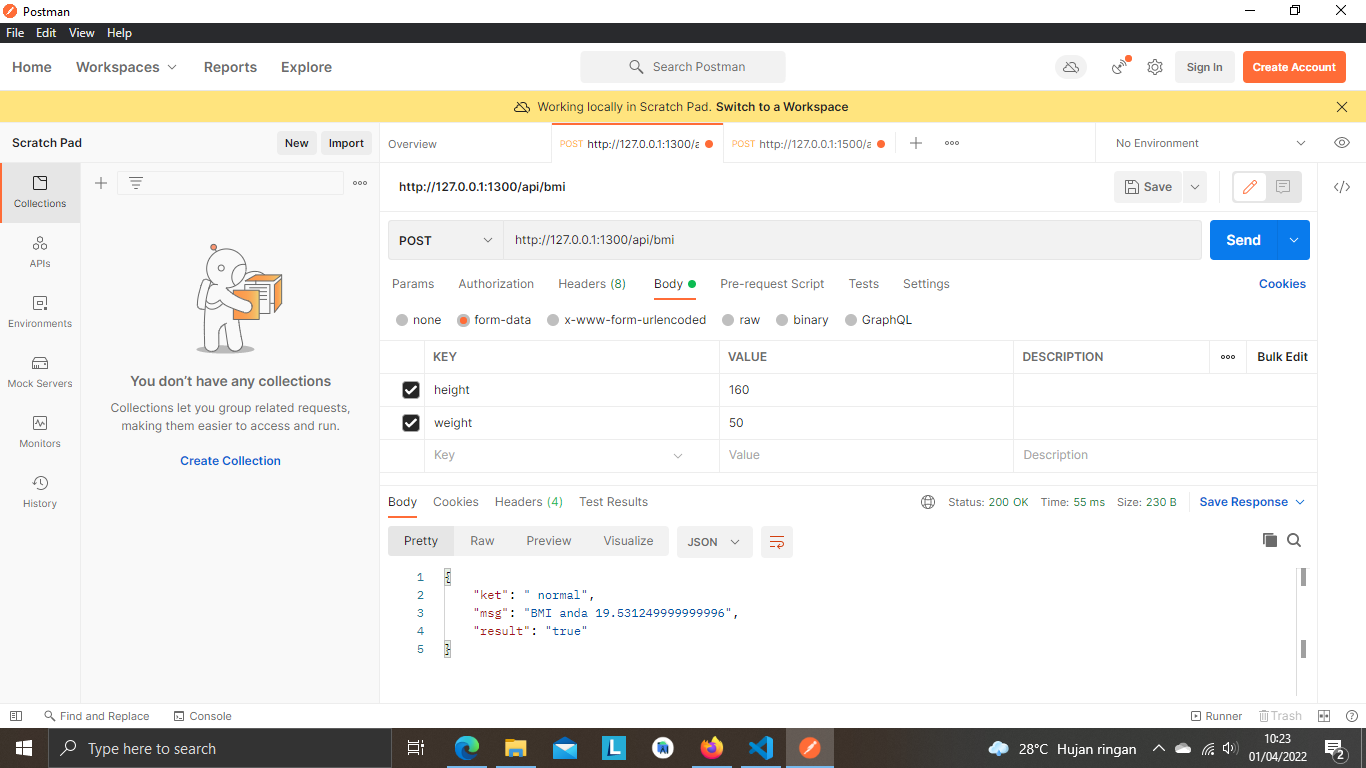 Postman
File Edit View Help
Home Workspaces Reports Explore Search Postman Sign In Create Account
Working locally in Scratch Pad. Switch to a Workspace
Scratch Pad New Import Overview POST http://127.0.0.1:1300/a POST http://127.0.0.1:1500/a No Environment
Collections
APIs
Environments
Mock Servers
Monitors
History
You don't have any collections
Collections let you group related requests,
making them easier to access and run.
Create Collection
http://127.0.0.1:1300/api/bmi Save
POST http://127.0.0.1:1300/api/bmi Send
Params Authorization Headers (8) Body Pre-request Script Tests Settings Cookies
none form-data x-www-form-urlencoded raw binary GraphQL
KEY VALUE DESCRIPTION Bulk Edit
height 160
weight 50
Key Value Description
Body Cookies Headers (4) Test Results Status: 200 OK Time: 55 ms Size: 230 B Save Response
Pretty Raw Preview Visualize JSON
1 {
2 "ket": " normal",
3 "msg": "BMI anda 19.531249999999996",
4 "result": "true"
5 }
Find and Replace Console Runner Trash
Type here to search L 28°C Hujan ringan 10:23
01/04/2022 2